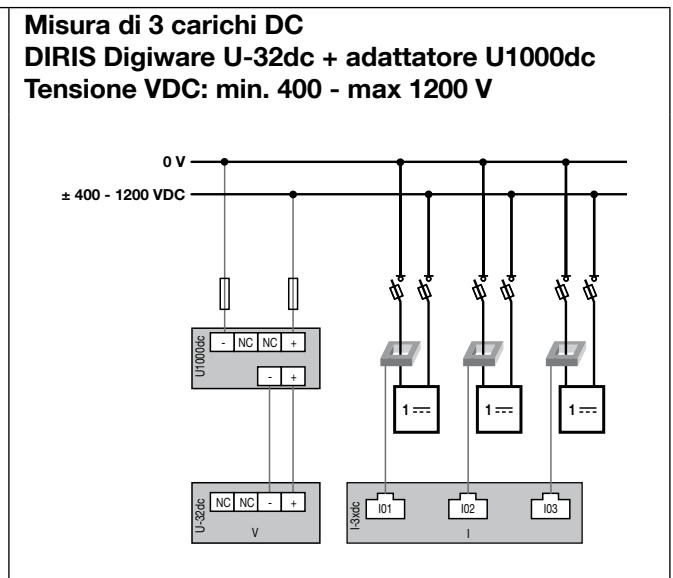 Misura di 3 carichi DC
DIRIS Digiware U-32dc + adattatore U1000dc
Tensione VDC: min. 400 - max 1200 V
0 V
± 400 - 1200 VDC
U1000dc
- NC NC +
- +
1 1 1
U-32dc
NC NC - +
V
I-3xdc
I01 I02 I03
I